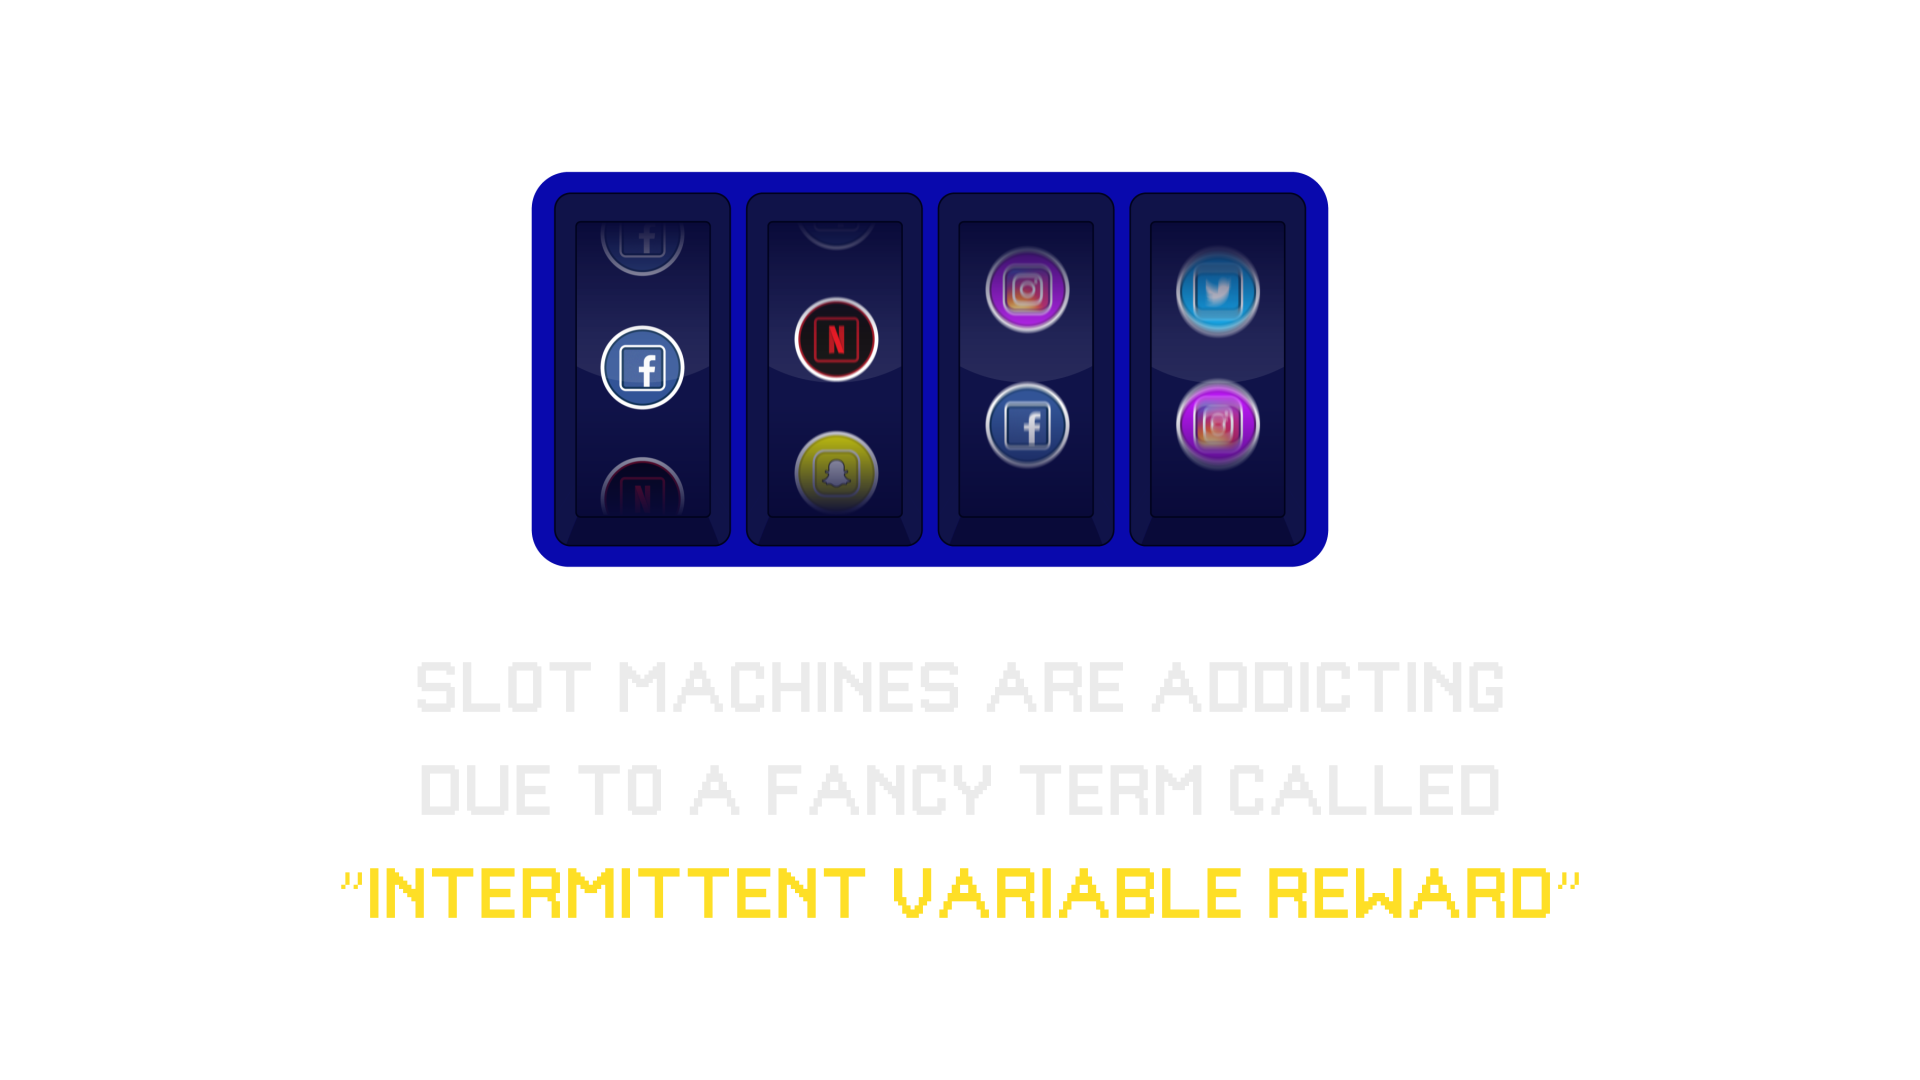 SLOT MACHINES ARE ADDICTING
DUE TO A FANCY TERM CALLED
"INTERMITTENT VARIABLE REWARD"